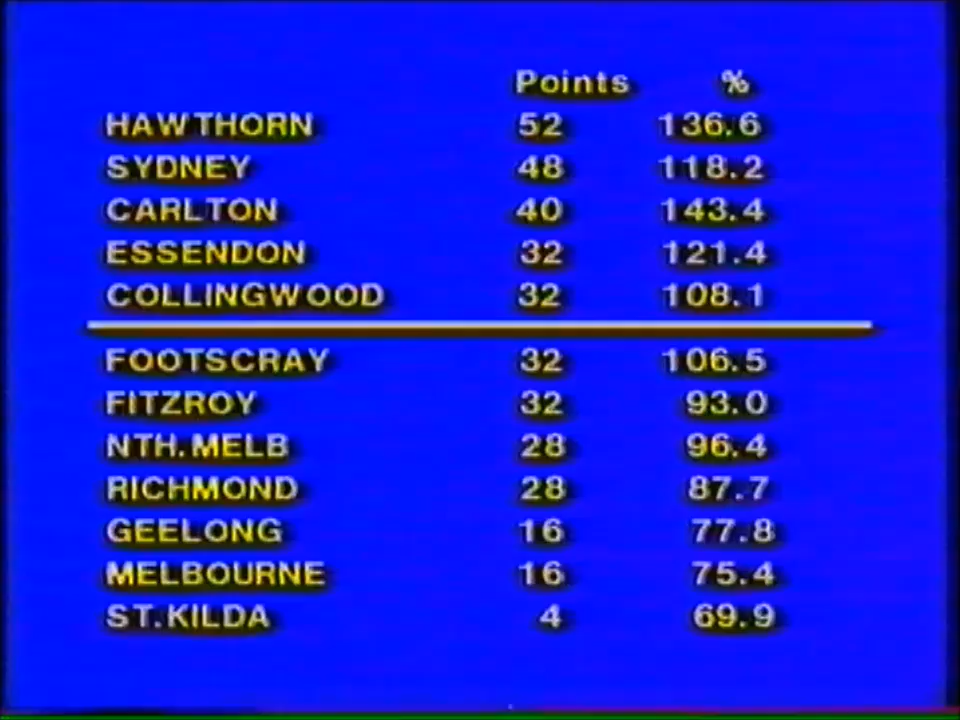 Points %
HAWTHORN 52 136.6
SYDNEY 48 118.2
CARLTON 40 143.4
ESSENDON 32 121.4
COLLINGWOOD 32 108.1
FOOTSCRAY 32 106.5
FITZROY 32 93.0
NTH.MELB 28 96.4
RICHMOND 28 87.7
GEELONG 16 77.8
MELBOURNE 16 75.4
ST.KILDA 4 69.9